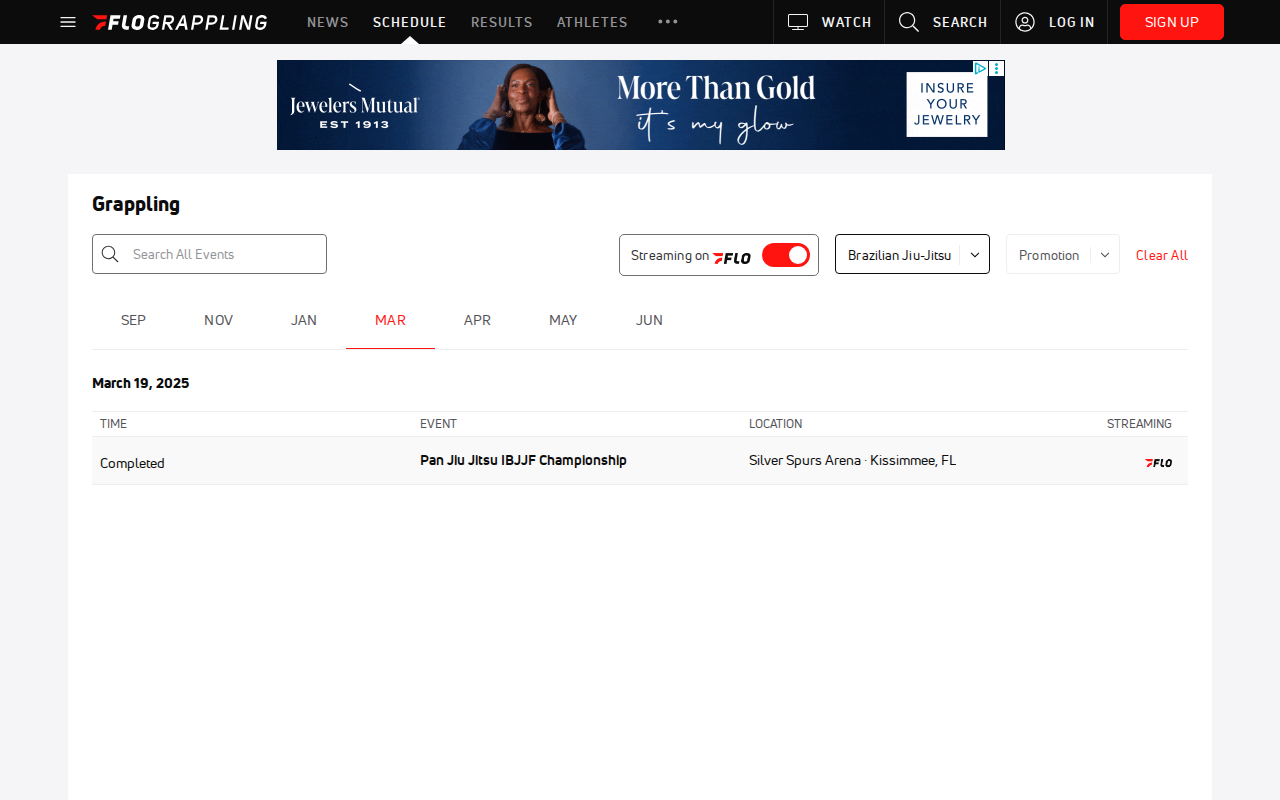 FLOGRAPPLING NEWS SCHEDULE RESULTS ATHLETES WATCH SEARCH LOG IN SIGN UP
Jewelers Mutual
EST 1913
More Than Gold
it's my glow
INSURE
YOUR
JEWELRY
Grappling
Search All Events
Streaming on FLO
Brazilian Jiu-Jitsu
Promotion
Clear All
SEP NOV JAN MAR APR MAY JUN
March 19, 2025
TIME EVENT LOCATION STREAMING
Completed Pan Jiu Jitsu IBJJF Championship Silver Spurs Arena · Kissimmee, FL FLO